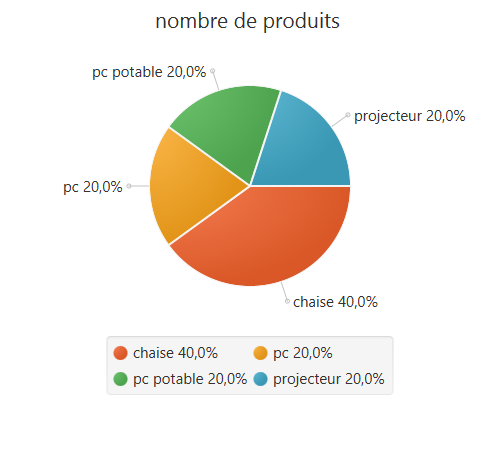 nombre de produits
pc potable 20,0%
projecteur 20,0%
pc 20,0%
chaise 40,0%
chaise 40,0%
pc 20,0%
pc potable 20,0%
projecteur 20,0%